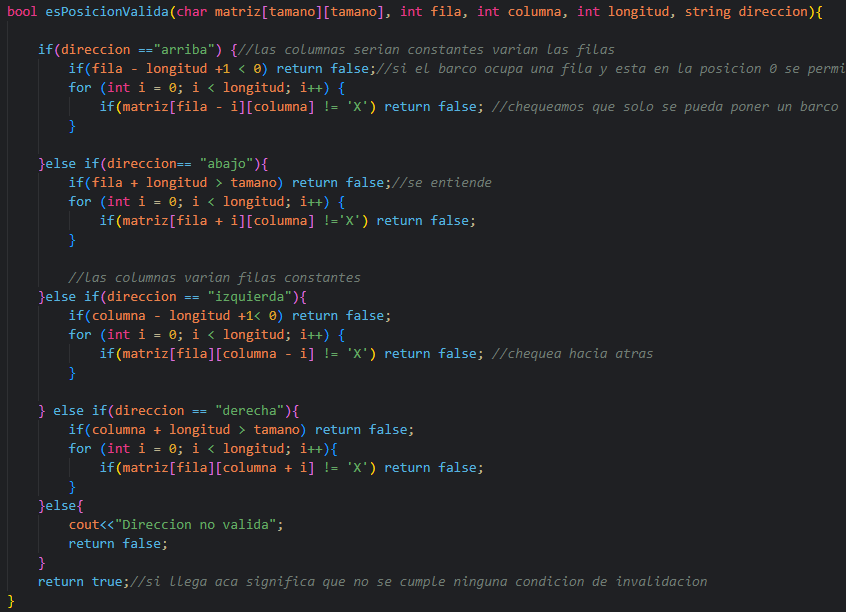 bool esPosicionValida(char matriz[tamano][tamano], int fila, int columna, int longitud, string direccion){
if(direccion =="arriba") {//las columnas serian constantes varian las filas
if(fila - longitud +1 < 0) return false;//si el barco ocupa una fila y esta en la posicion 0 se permi
for (int i = 0; i < longitud; i++) {
if(matriz[fila - i][columna] != 'X') return false; //chequeamos que solo se pueda poner un barco
}
}else if(direccion== "abajo"){
if(fila + longitud > tamano) return false;//se entiende
for (int i = 0; i < longitud; i++) {
if(matriz[fila + i][columna] !='X') return false;
}
//las columnas varian filas constantes
}else if(direccion == "izquierda"){
if(columna - longitud +1< 0) return false;
for (int i = 0; i < longitud; i++) {
if(matriz[fila][columna - i] != 'X') return false; //chequea hacia atras
}
} else if(direccion == "derecha"){
if(columna + longitud > tamano) return false;
for (int i = 0; i < longitud; i++){
if(matriz[fila][columna + i] != 'X') return false;
}
}else{
cout<<"Direccion no valida";
return false;
}
return true;//si llega aca significa que no se cumple ninguna condicion de invalidacion
}